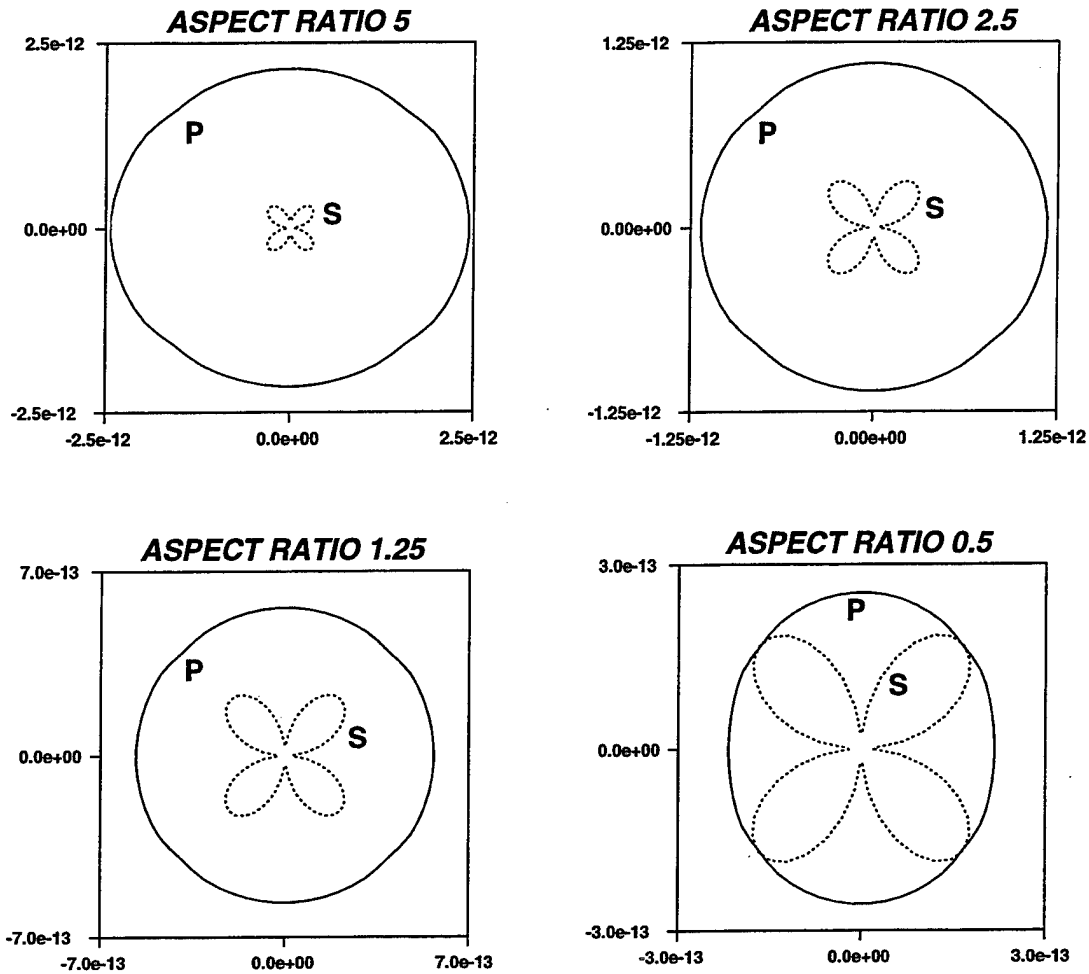 ASPECT RATIO 5
2.5e-12
P
S
0.0e+00
-2.5e-12
-2.5e-12 0.0e+00 2.5e-12
ASPECT RATIO 2.5
1.25e-12
P
S
0.00e+00
-1.25e-12
-1.25e-12 0.00e+00 1.25e-12
ASPECT RATIO 1.25
7.0e-13
P
S
0.0e+00
-7.0e-13
-7.0e-13 0.0e+00 7.0e-13
ASPECT RATIO 0.5
3.0e-13
P
S
0.0e+00
-3.0e-13
-3.0e-13 0.0e+00 3.0e-13